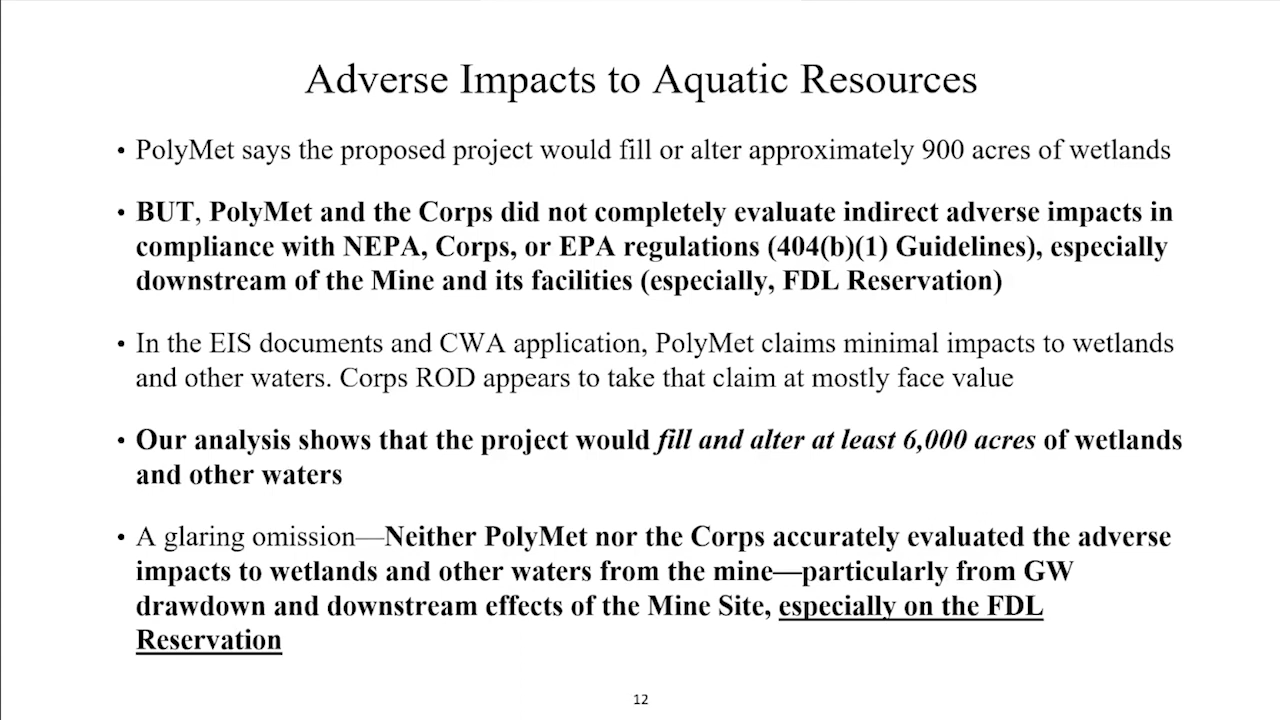 Adverse Impacts to Aquatic Resources
• PolyMet says the proposed project would fill or alter approximately 900 acres of wetlands
• BUT, PolyMet and the Corps did not completely evaluate indirect adverse impacts in
compliance with NEPA, Corps, or EPA regulations (404(b)(1) Guidelines), especially
downstream of the Mine and its facilities (especially, FDL Reservation)
• In the EIS documents and CWA application, PolyMet claims minimal impacts to wetlands
and other waters. Corps ROD appears to take that claim at mostly face value
• Our analysis shows that the project would fill and alter at least 6,000 acres of wetlands
and other waters
• A glaring omission—Neither PolyMet nor the Corps accurately evaluated the adverse
impacts to wetlands and other waters from the mine—particularly from GW
drawdown and downstream effects of the Mine Site, especially on the FDL
Reservation
12